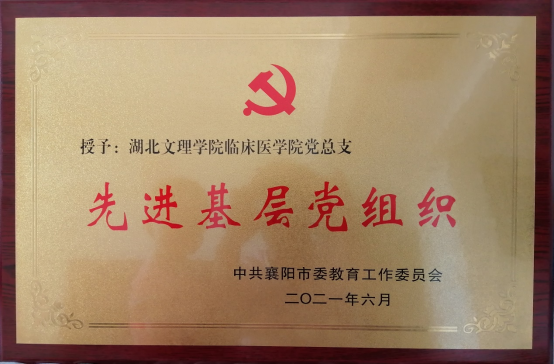 授予：湖北文理学院临床医学院党总支
先进基层党组织
中共襄阳市委教育工作委员会
二〇二一年六月